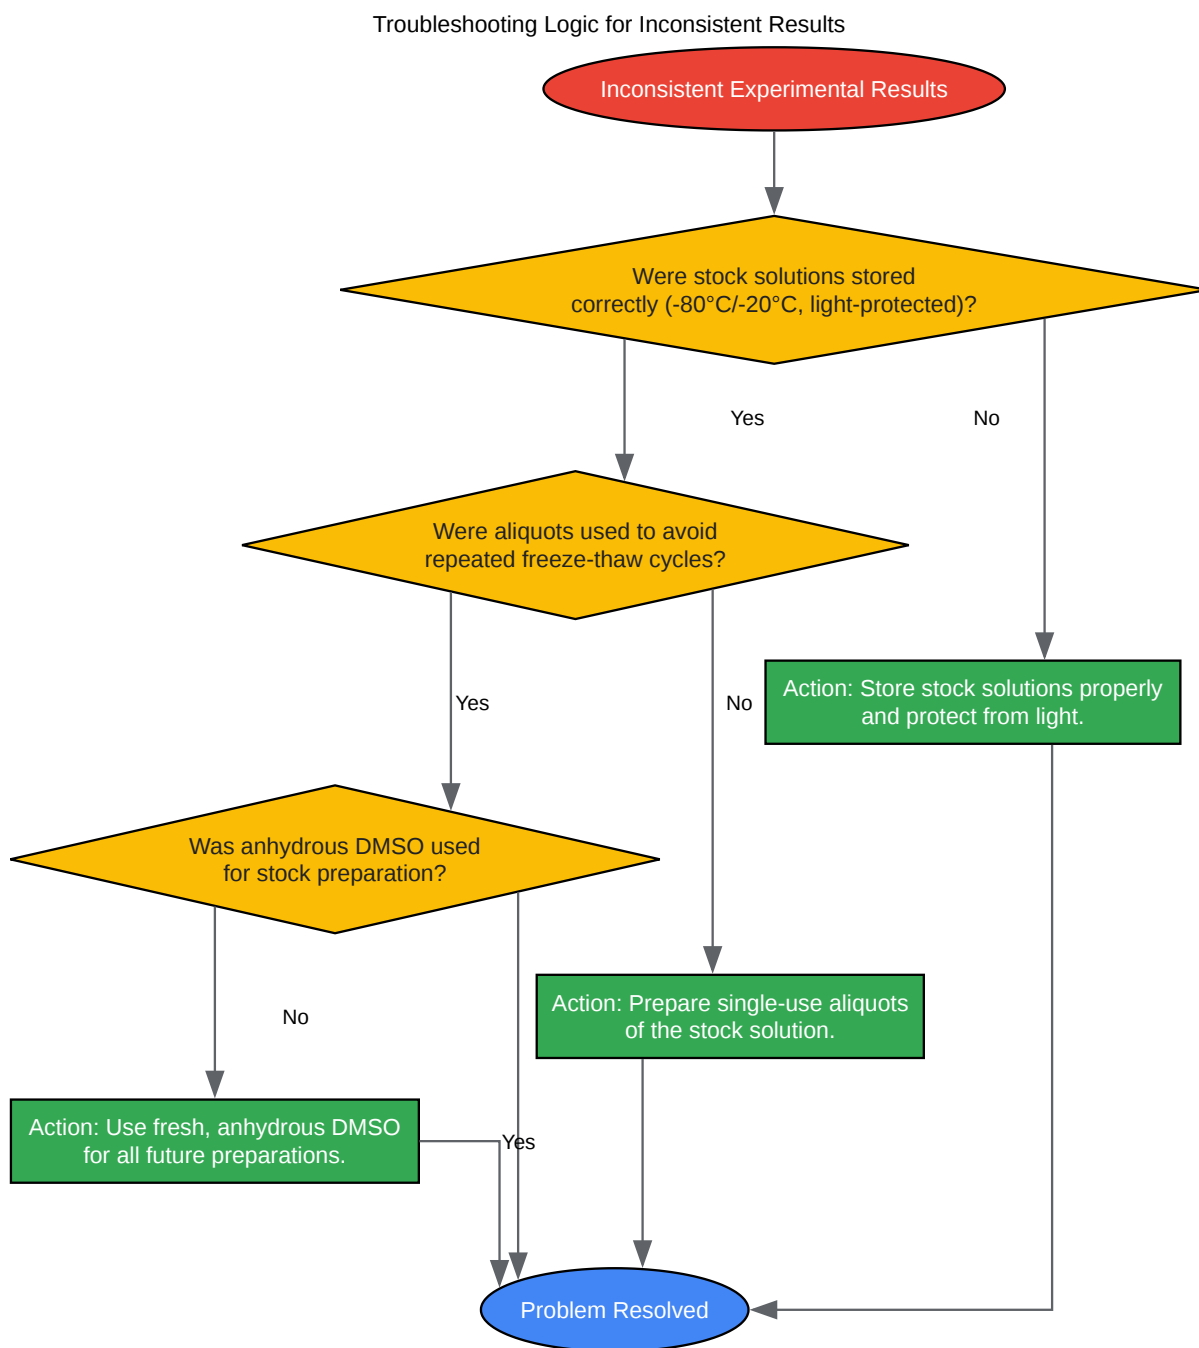 Troubleshooting Logic for Inconsistent Results
Inconsistent Experimental Results
Were stock solutions stored
correctly (-80°C/-20°C, light-protected)?
Yes
No
Were aliquots used to avoid
repeated freeze-thaw cycles?
Yes
No
Action: Store stock solutions properly
and protect from light.
Was anhydrous DMSO used
for stock preparation?
No
Action: Prepare single-use aliquots
of the stock solution.
Action: Use fresh, anhydrous DMSO
for all future preparations.
Yes
Problem Resolved